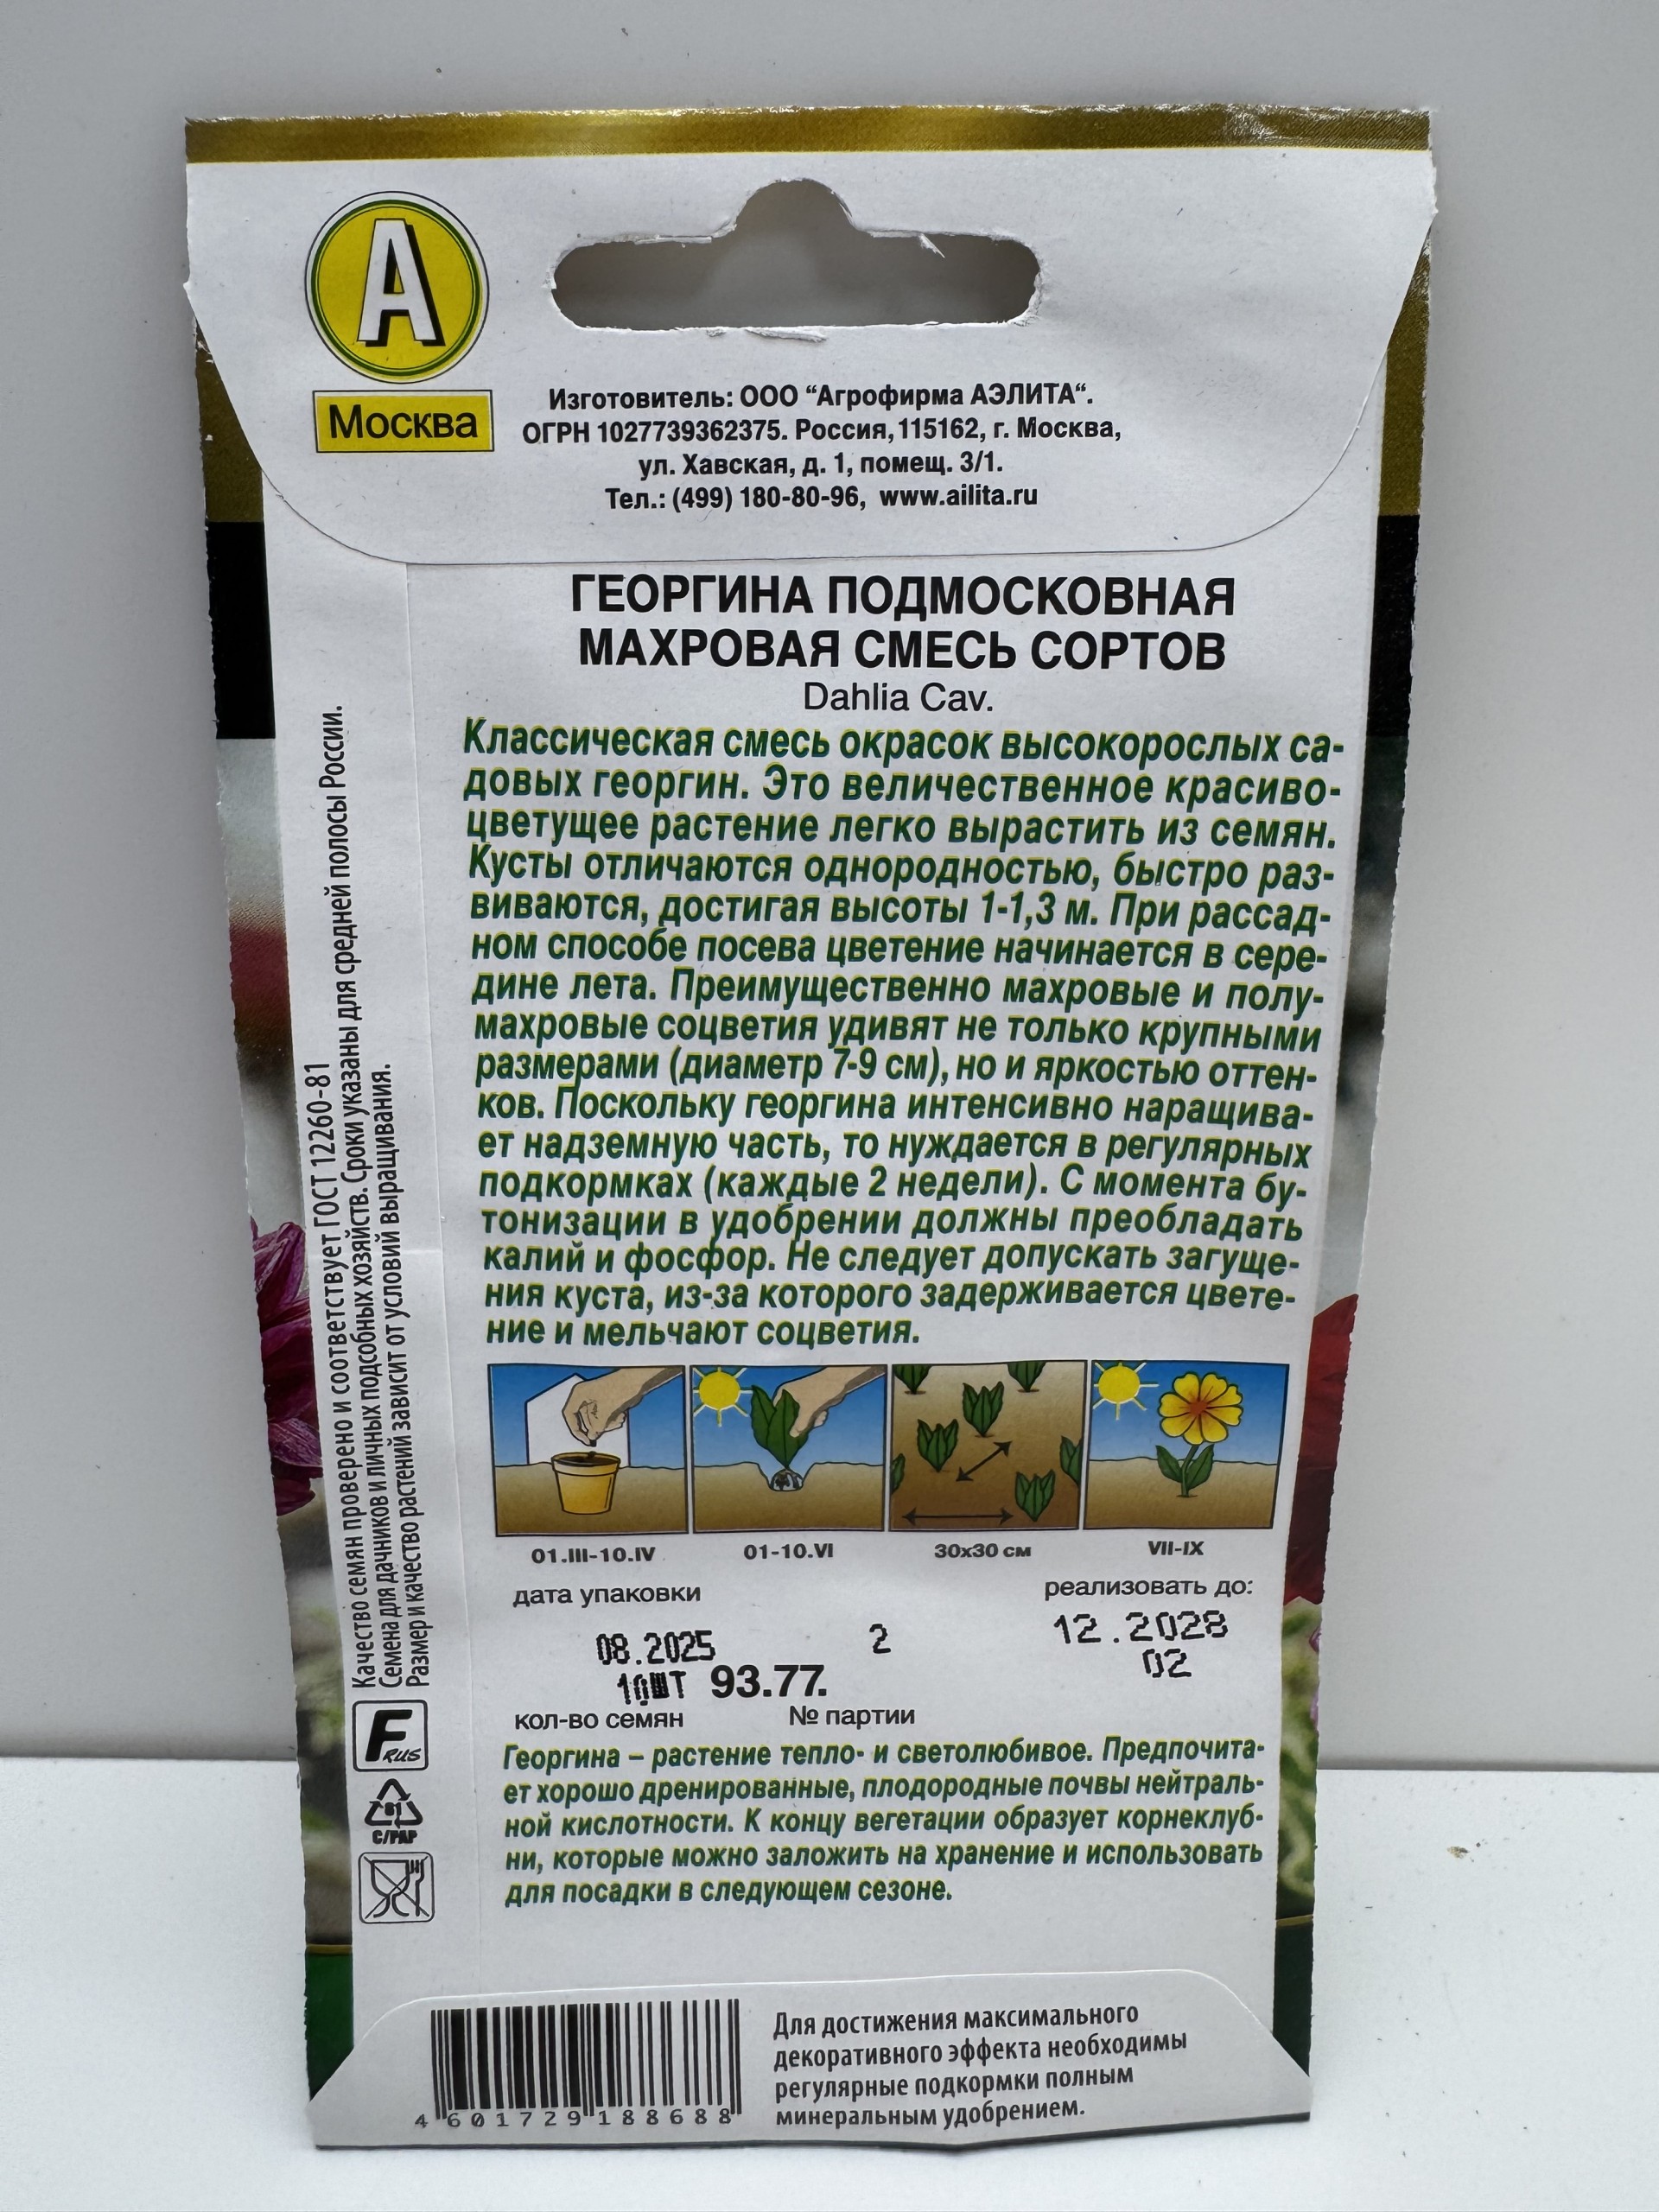 А
Москва
Изготовитель: ООО “Агрофирма АЭЛИТА“.
ОГРН 1027739362375. Россия, 115162, г. Москва,
ул. Хавская, д. 1, помещ. 3/1.
Тел.: (499) 180-80-96, www.ailita.ru
ГЕОРГИНА ПОДМОСКОВНАЯ
МАХРОВАЯ СМЕСЬ СОРТОВ
Dahlia Cav.
Классическая смесь окрасок высокорослых са-
довых георгин. Это величественное красиво-
цветущее растение легко вырастить из семян.
Кусты отличаются однородностью, быстро раз-
виваются, достигая высоты 1-1,3 м. При рассад-
ном способе посева цветение начинается в сере-
дине лета. Преимущественно махровые и полу-
махровые соцветия удивят не только крупными
размерами (диаметр 7-9 см), но и яркостью оттен-
ков. Поскольку георгина интенсивно наращива-
ет надземную часть, то нуждается в регулярных
подкормках (каждые 2 недели). С момента бу-
тонизации в удобрении должны преобладать
калий и фосфор. Не следует допускать загуще-
ния куста, из-за которого задерживается цвете-
ние и мельчают соцветия.
01.III-10.IV 01-10.VI 30х30 см VII-IX
дата упаковки реализовать до:
08.2025 2 12.2028
10ШТ 93.77. 02
кол-во семян № партии
Георгина – растение тепло- и светолюбивое. Предпочита-
ет хорошо дренированные, плодородные почвы нейтраль-
ной кислотности. К концу вегетации образует корнеклуб-
ни, которые можно заложить на хранение и использовать
для посадки в следующем сезоне.
Качество семян проверено и соответствует ГОСТ 12260-81
Семена для дачников и личных подсобных хозяйств. Сроки указаны для средней полосы России.
Размер и качество растений зависит от условий выращивания.
F RUS
81
C/PAP
4 601729 188688
Для достижения максимального
декоративного эффекта необходимы
регулярные подкормки полным
минеральным удобрением.